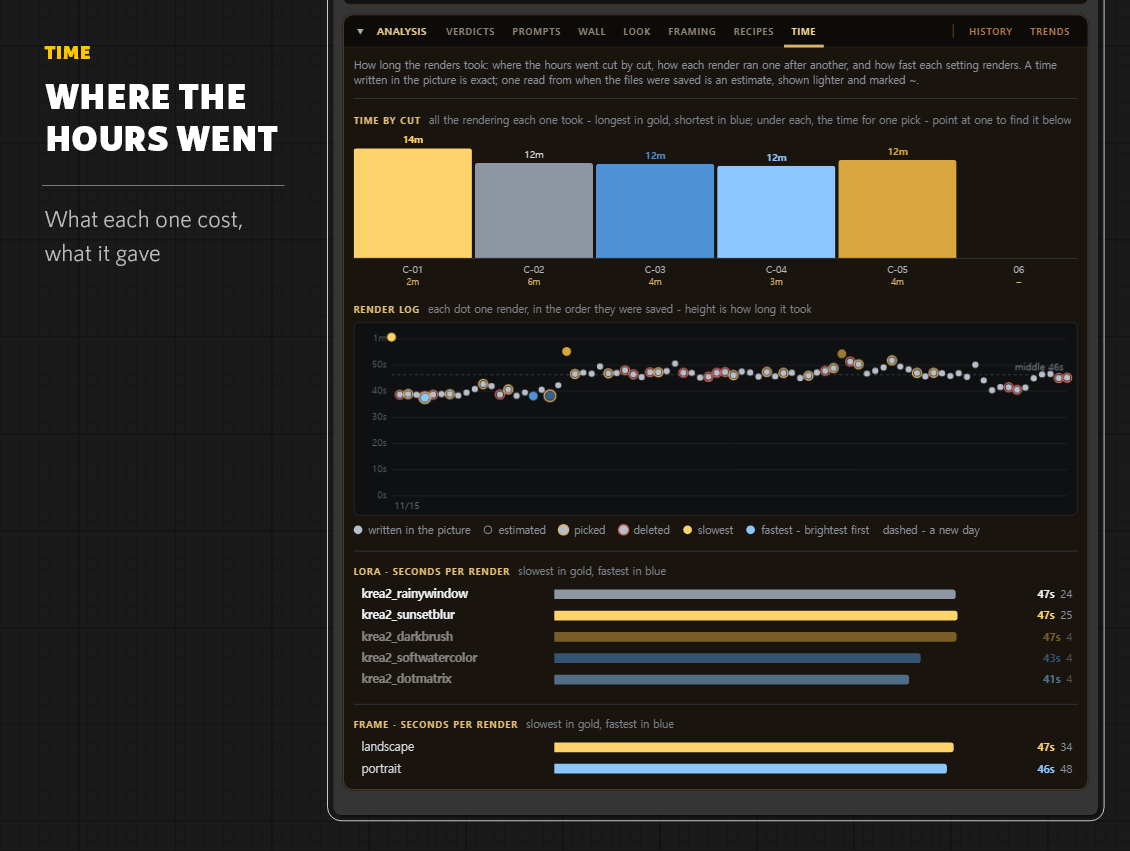 TIME
WHERE THE
HOURS WENT
What each one cost,
what it gave
▼ ANALYSIS VERDICTS PROMPTS WALL LOOK FRAMING RECIPES TIME HISTORY TRENDS
How long the renders took: where the hours went cut by cut, how each render ran one after another, and how fast each setting renders. A time
written in the picture is exact; one read from when the files were saved is an estimate, shown lighter and marked ~.
TIME BY CUT all the rendering each one took - longest in gold, shortest in blue; under each, the time for one pick - point at one to find it below
14m 12m 12m 12m 12m
C-01 C-02 C-03 C-04 C-05 06
2m 6m 4m 3m 4m –
RENDER LOG each dot one render, in the order they were saved - height is how long it took
1m
50s
middle 46s
40s
30s
20s
10s
0s
11/15
written in the picture estimated picked deleted slowest fastest - brightest first dashed - a new day
LORA - SECONDS PER RENDER slowest in gold, fastest in blue
krea2_rainywindow 47s 24
krea2_sunsetblur 47s 25
krea2_darkbrush 47s 4
krea2_softwatercolor 43s 4
krea2_dotmatrix 41s 4
FRAME - SECONDS PER RENDER slowest in gold, fastest in blue
landscape 47s 34
portrait 46s 48